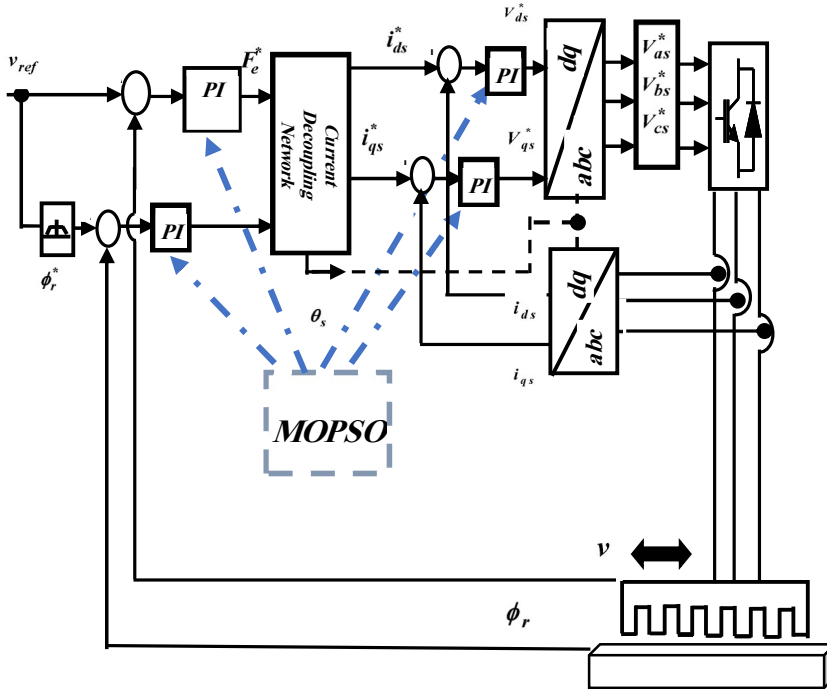 v_ref
PI
F_e^*
i_ds^*
V_ds^*
PI
dq
abc
V_as^*
V_bs^*
V_cs^*
Current
Decoupling
Network
i_qs^*
V_qs^*
PI
PI
ϕ_r^*
θ_s
i_ds
i_qs
dq
abc
MOPSO
v
ϕ_r